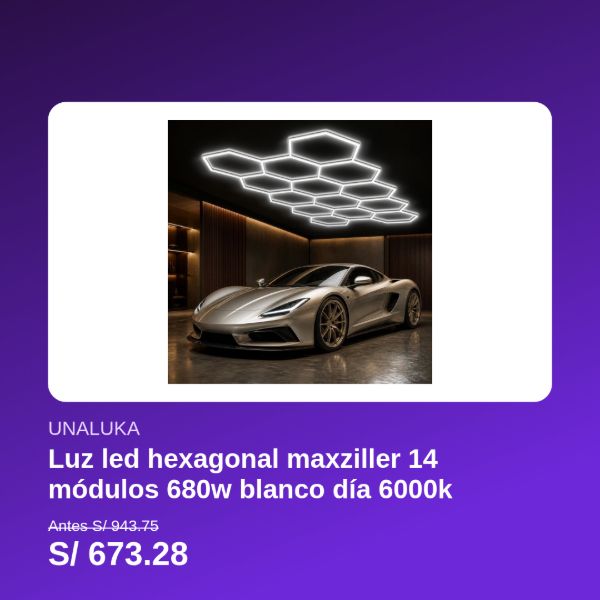 UNALUKA
Luz led hexagonal maxziller 14
módulos 680w blanco día 6000k
Antes S/ 943.75
S/ 673.28